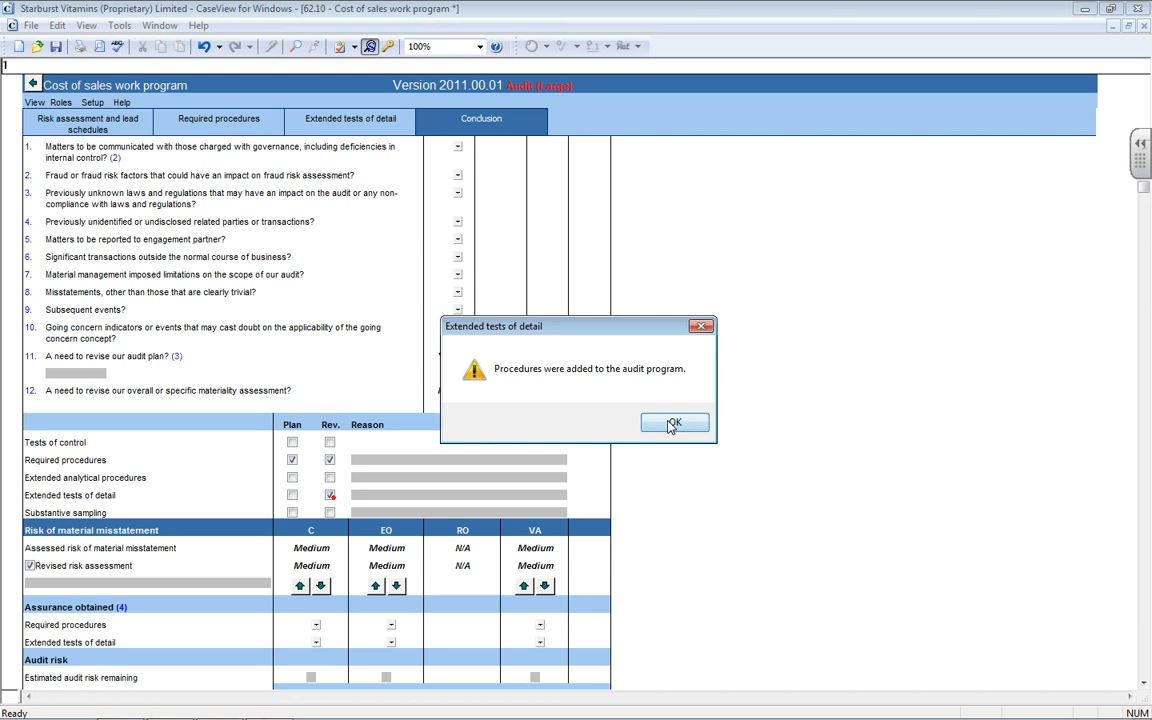 Starburst Vitamins (Proprietary) Limited - CaseView for Windows - [62.10 - Cost of sales work program *]
File Edit View Tools Window Help
100%
1
Cost of sales work program Version 2011.00.01 Audit (Large)
View Roles Setup Help
Risk assessment and lead schedules
Required procedures
Extended tests of detail
Conclusion
1. Matters to be communicated with those charged with governance, including deficiencies in
internal control? (2)
2. Fraud or fraud risk factors that could have an impact on fraud risk assessment?
3. Previously unknown laws and regulations that may have an impact on the audit or any non-
compliance with laws and regulations?
4. Previously unidentified or undisclosed related parties or transactions?
5. Matters to be reported to engagement partner?
6. Significant transactions outside the normal course of business?
7. Material management imposed limitations on the scope of our audit?
8. Misstatements, other than those that are clearly trivial?
9. Subsequent events?
10. Going concern indicators or events that may cast doubt on the applicability of the going
concern concept?
11. A need to revise our audit plan? (3)
12. A need to revise our overall or specific materiality assessment?
Extended tests of detail
Procedures were added to the audit program.
OK
Plan Rev. Reason
Tests of control
Required procedures
Extended analytical procedures
Extended tests of detail
Substantive sampling
Risk of material misstatement C EO RO VA
Assessed risk of material misstatement Medium Medium N/A Medium
Revised risk assessment Medium Medium N/A Medium
Assurance obtained (4)
Required procedures
Extended tests of detail
Audit risk
Estimated audit risk remaining
Ready NUM